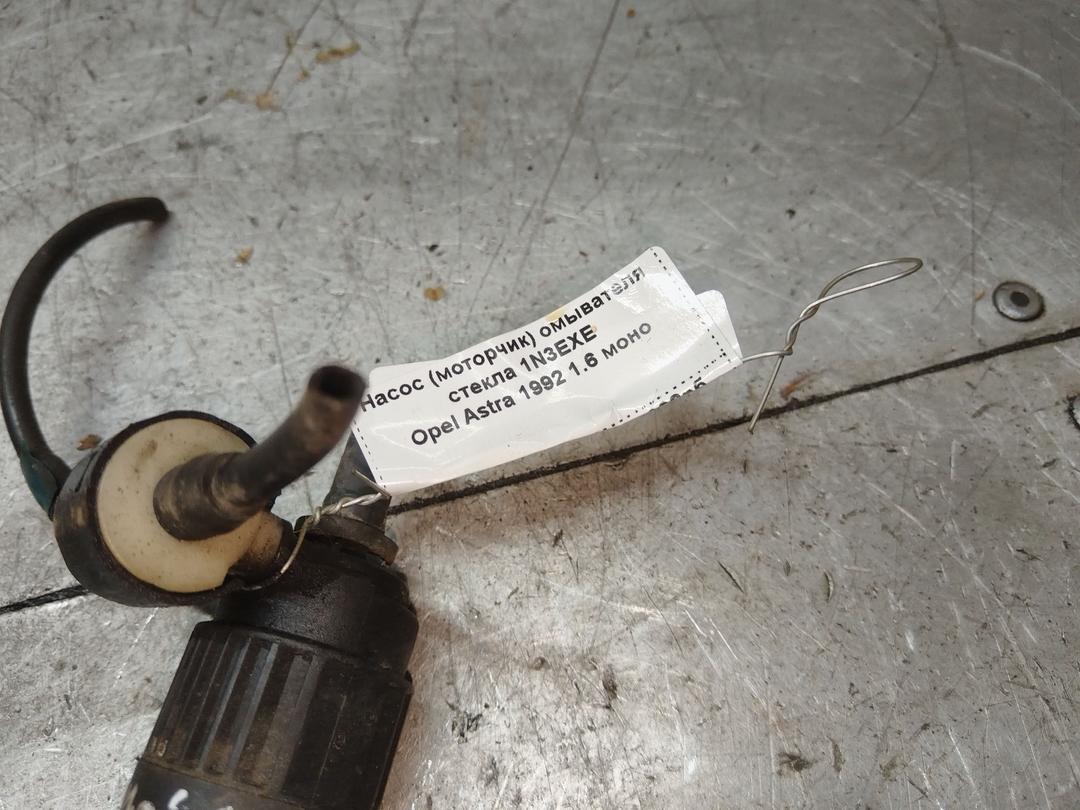 Насос (моторчик) омывателя
стекла 1N3EXE
Opel Astra 1992 1.6 моно